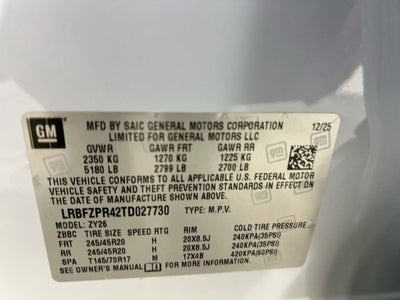 GM
MFD BY SAIC GENERAL MOTORS CORPORATION 12/25
LIMITED FOR GENERAL MOTORS LLC
GVWR GAWR FRT GAWR RR
2350 KG 1270 KG 1225 KG
5180 LB 2799 LB 2700 LB
THIS VEHICLE CONFORMS TO ALL APPLICABLE U.S. FEDERAL MOTOR
VEHICLE SAFETY AND THEFT PREVENTION STANDARDS IN EFFECT ON
THE DATE OF MANUFACTURE SHOWN ABOVE.
LRBFZPR42TD027730 TYPE: M.P.V.
MODEL: ZY26
ZBBC TIRE SIZE SPEED RTG RIM COLD TIRE PRESSURE
FRT 245/45R20 H 20X8.5J 240KPA(35PSI)
RR 245/45R20 H 20X8.5J 240KPA(35PSI)
SPA T145/70R17 M 17X4B 420KPA(60PSI)
SEE OWNER'S MANUAL FOR MORE INFORMATION.